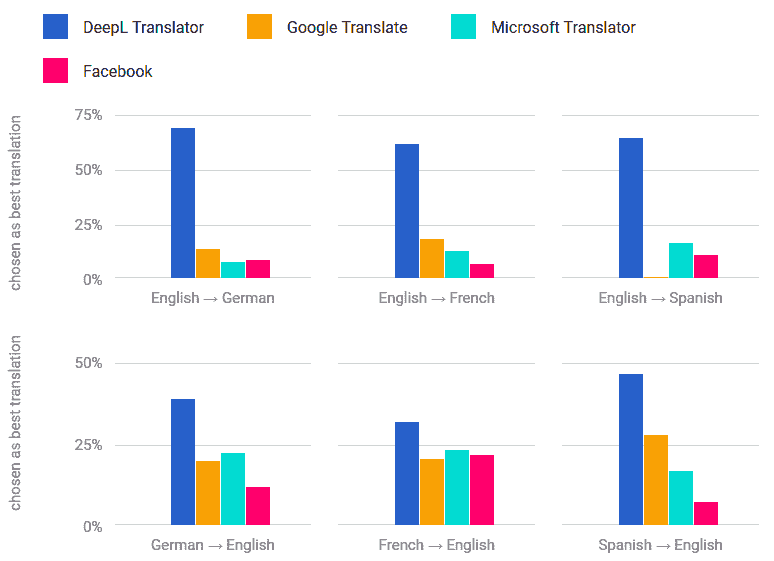 DeepL Translator Google Translate Microsoft Translator
Facebook
chosen as best translation
75%
50%
25%
0%
English → German English → French English → Spanish
chosen as best translation
50%
25%
0%
German → English French → English Spanish → English